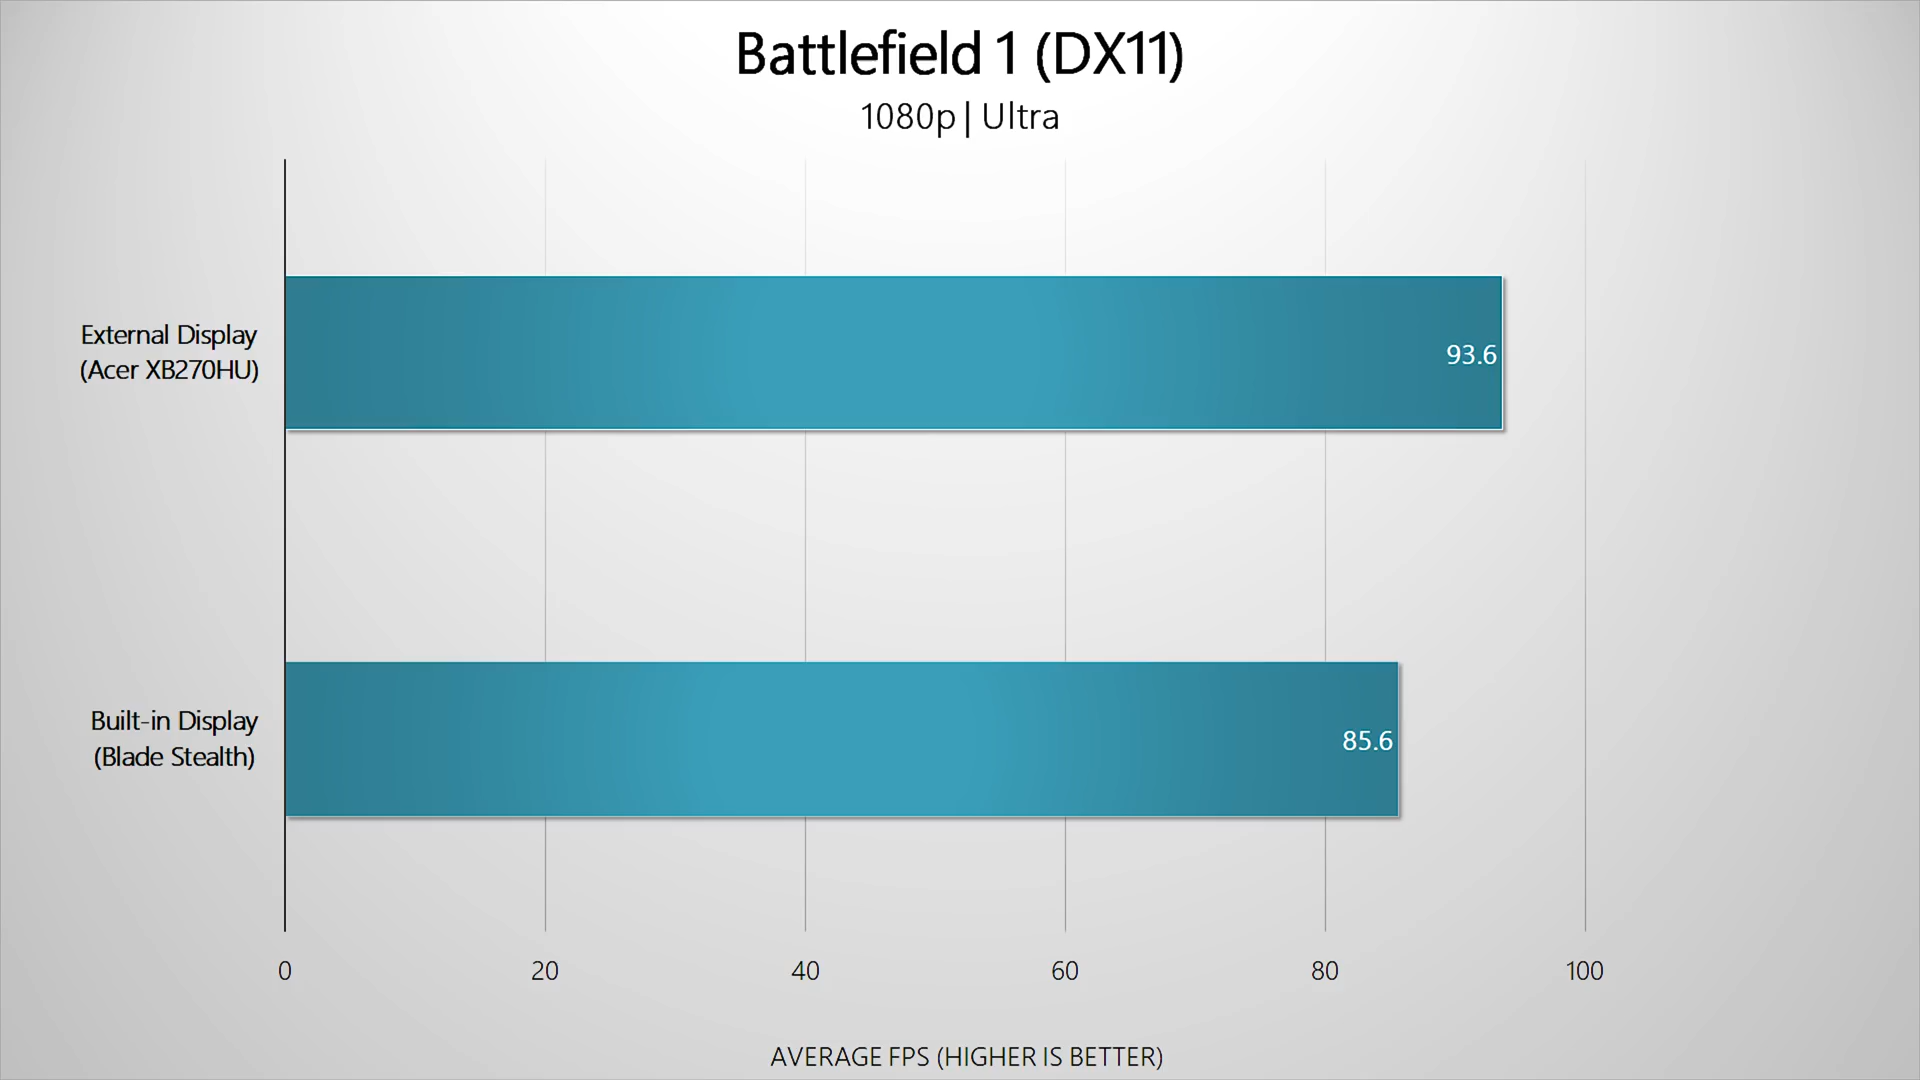 Battlefield 1 (DX11)
1080p | Ultra
External Display
(Acer XB270HU)
93.6
Built-in Display
(Blade Stealth)
85.6
0 20 40 60 80 100
AVERAGE FPS (HIGHER IS BETTER)